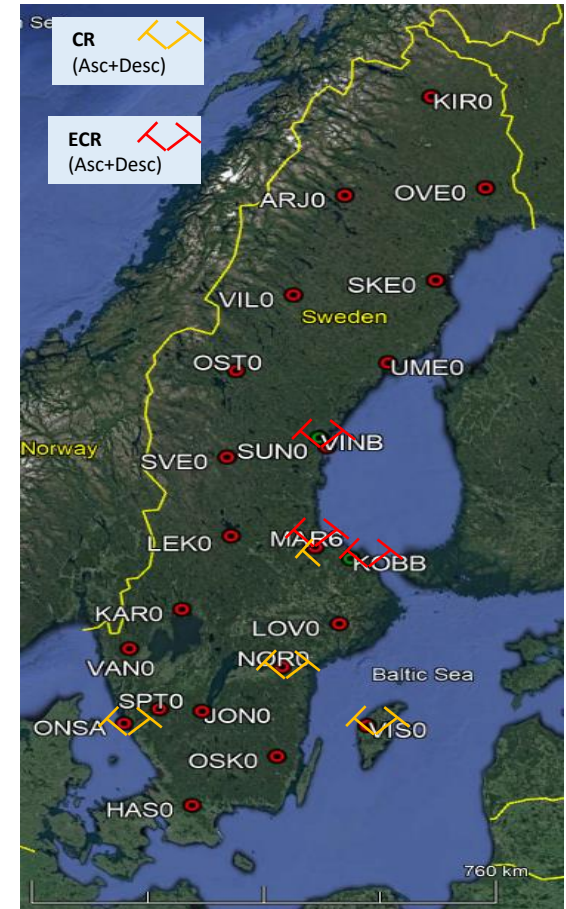 CR
(Asc+Desc)
ECR
(Asc+Desc)
KIR0
ARJ0
OVE0
VIL0
SKE0
Sweden
OST0
UME0
Norway
SVE0
SUN0
VINB
LEK0
MAR6
KOBB
KAR0
LOV0
VAN0
NOR0
Baltic Sea
SPT0
ONSA
JON0
VIS0
OSK0
HAS0
760 km